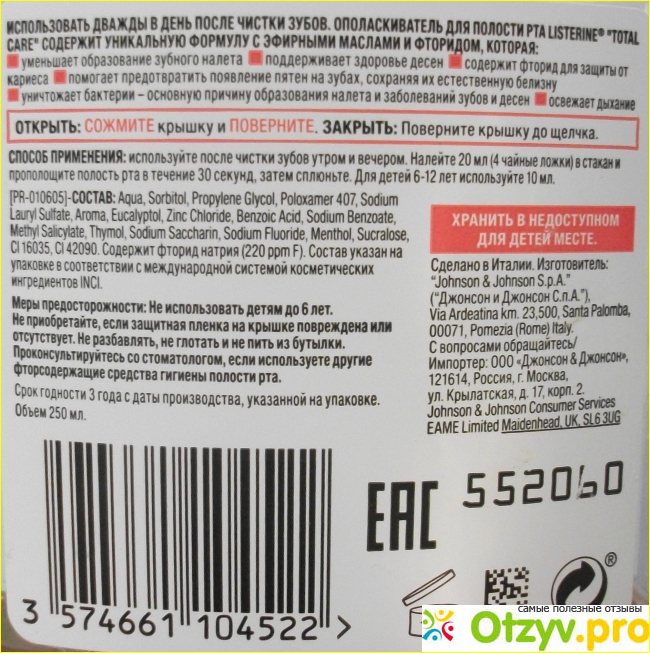 ИСПОЛЬЗОВАТЬ ДВАЖДЫ В ДЕНЬ ПОСЛЕ ЧИСТКИ ЗУБОВ. ОПОЛАСКИВАТЕЛЬ ДЛЯ ПОЛОСТИ РТА LISTERINE® "TOTAL
CARE" СОДЕРЖИТ УНИКАЛЬНУЮ ФОРМУЛУ С ЭФИРНЫМИ МАСЛАМИ И ФТОРИДОМ, КОТОРАЯ:
■ уменьшает образование зубного налета ■ поддерживает здоровье десен ■ содержит фторид для защиты от
кариеса ■ помогает предотвратить появление пятен на зубах, сохраняя их естественную белизну
■ уничтожает бактерии – основную причину образования налета и заболеваний зубов и десен ■ освежает дыхание
ОТКРЫТЬ: СОЖМИТЕ крышку и ПОВЕРНИТЕ. ЗАКРЫТЬ: Поверните крышку до щелчка.
СПОСОБ ПРИМЕНЕНИЯ: используйте после чистки зубов утром и вечером. Налейте 20 мл (4 чайные ложки) в стакан и
прополощите полость рта в течение 30 секунд, затем сплюньте. Для детей 6-12 лет используйте 10 мл.
[PR-010605]-СОСТАВ: Aqua, Sorbitol, Propylene Glycol, Poloxamer 407, Sodium
Lauryl Sulfate, Aroma, Eucalyptol, Zinc Chloride, Benzoic Acid, Sodium Benzoate,
Methyl Salicylate, Thymol, Sodium Saccharin, Sodium Fluoride, Menthol, Sucralose,
CI 16035, CI 42090. Содержит фторид натрия (220 ppm F). Состав указан на
упаковке в соответствии с международной системой косметических
ингредиентов INCI.
Меры предосторожности: Не использовать детям до 6 лет.
Не приобретайте, если защитная пленка на крышке повреждена или
отсутствует. Не разбавлять, не глотать и не пить из бутылки.
Проконсультируйтесь со стоматологом, если используете другие
фторсодержащие средства гигиены полости рта.
Срок годности 3 года с даты производства, указанной на упаковке.
Объем 250 мл.
ХРАНИТЬ В НЕДОСТУПНОМ
ДЛЯ ДЕТЕЙ МЕСТЕ.
Сделано в Италии. Изготовитель:
"Johnson & Johnson S.p.A."
("Джонсон и Джонсон С.п.А."),
Via Ardeatina km. 23,500, Santa Palomba,
00071, Pomezia (Rome) Italy.
С вопросами обращайтесь/
Импортер: ООО «Джонсон & Джонсон»,
121614, Россия, г. Москва,
ул. Крылатская, д. 17, корп. 2.
Johnson & Johnson Consumer Services
EAME Limited Maidenhead, UK, SL6 3UG
EAC
552060
®
3 574661 104522 >
самые полезные отзывы
Otzyv.pro